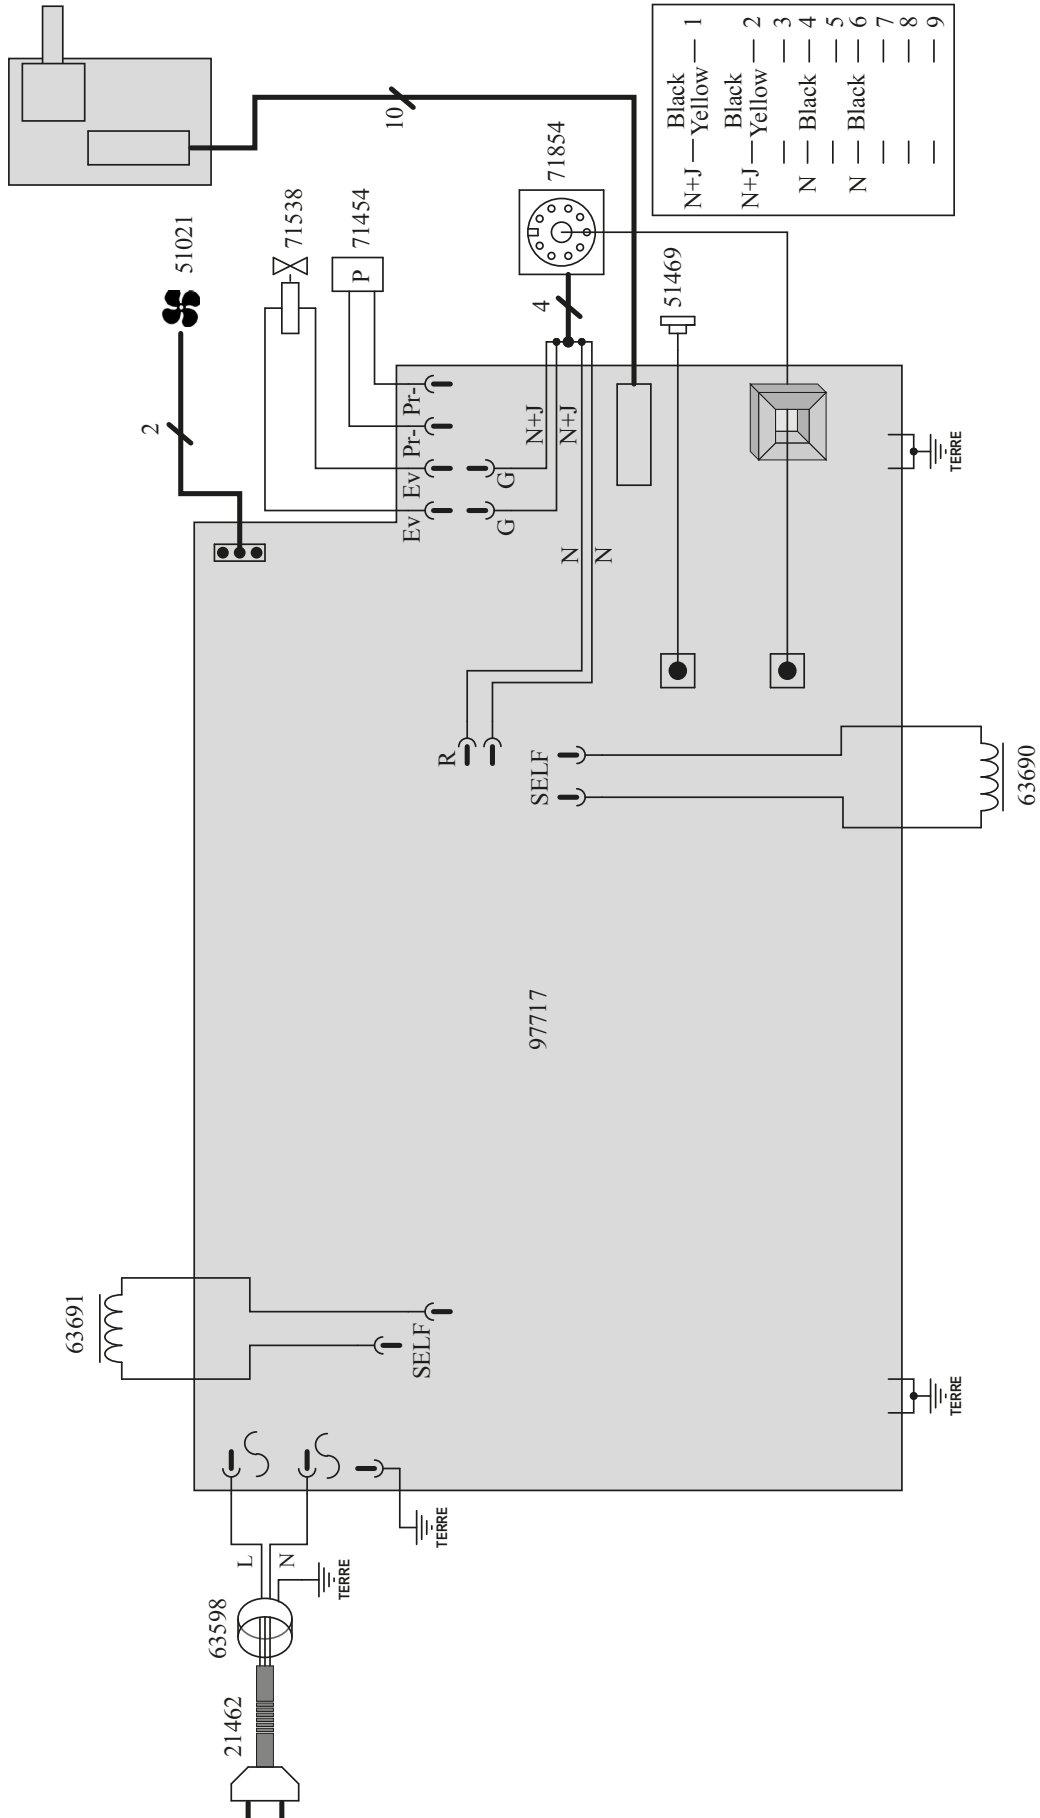 21462
63598
L
N
TERRE
TERRE
63691
SELF
97717
TERRE
63690
SELF
R
N
N
G
G
Ev
Ev
Pr-
Pr-
N+J
N+J
2
51021
71538
P
71454
4
71854
51469
TERRE
10
N+J — Black Yellow — 1
N+J — Black Yellow — 2
— — 3
N — Black — 4
— — 5
N — Black — 6
— — 7
— — 8
— — 9